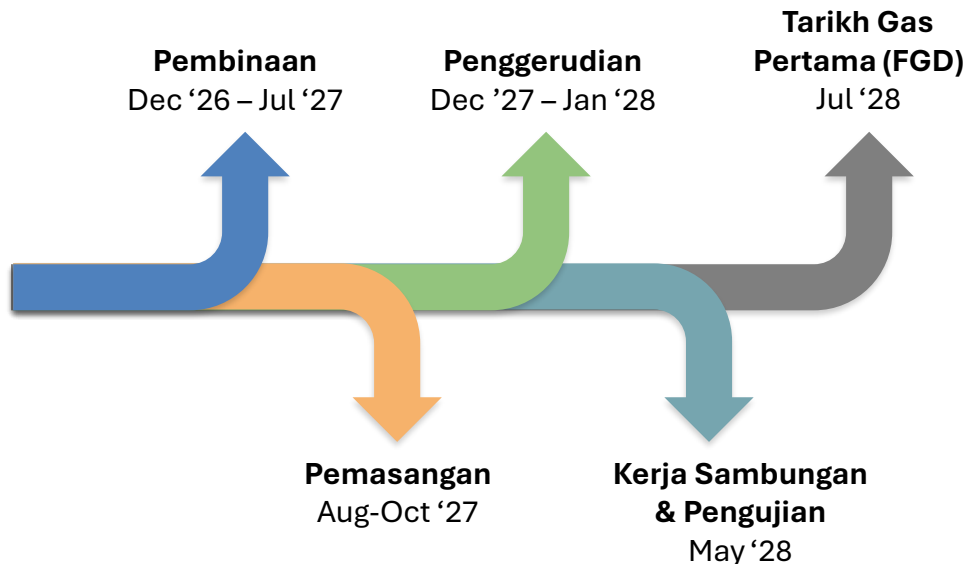 Pembinaan
Dec ‘26 – Jul ‘27
Penggerudian
Dec ’27 – Jan ‘28
Tarikh Gas
Pertama (FGD)
Jul ‘28
Pemasangan
Aug-Oct ‘27
Kerja Sambungan
& Pengujian
May ‘28